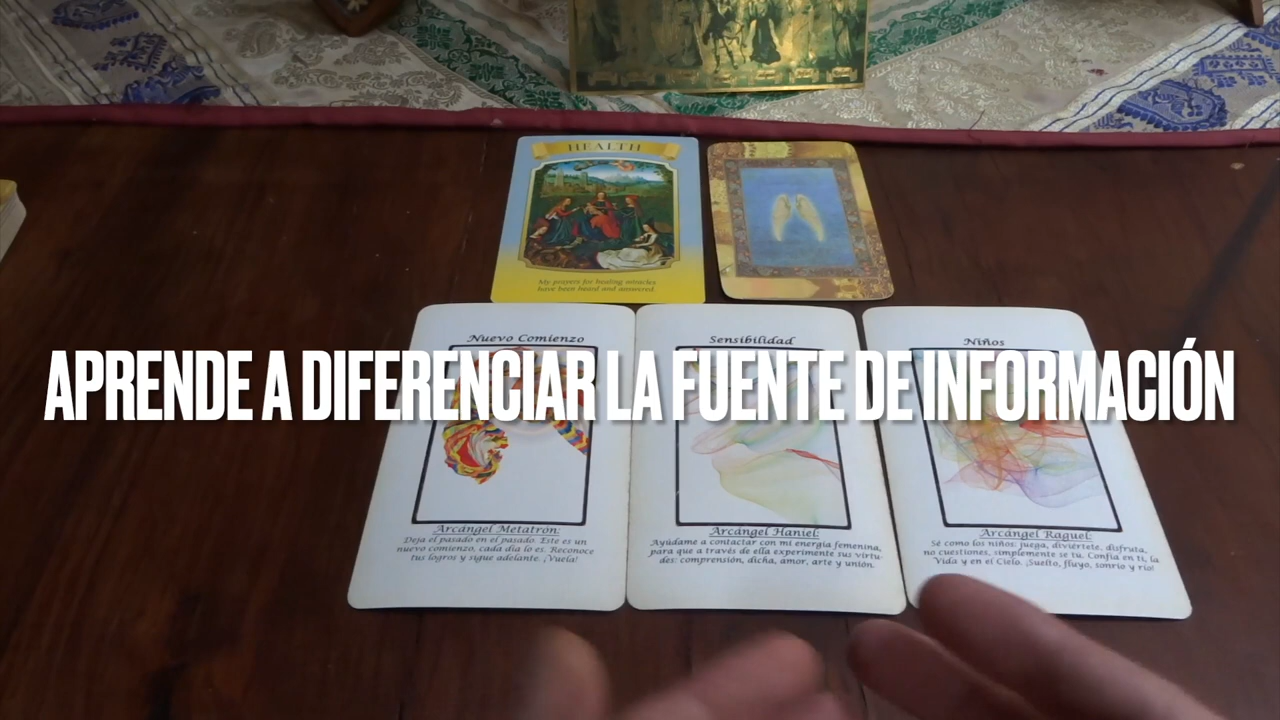 HEALTH
My prayers for healing miracles
have been heard and answered.
Nuevo Comienzo
Sensibilidad
Niños
APRENDE A DIFERENCIAR LA FUENTE DE INFORMACIÓN
Arcángel Metatrón:
Deja el pasado en el pasado. Este es un
nuevo comienzo, cada día lo es. Reconoce
tus logros y sigue adelante. ¡Vuela!
Arcángel Haniel:
Ayúdame a contactar con mi energía femenina,
para que a través de ella experimente sus virtu-
des: comprensión, dicha, amor, arte y unión.
Arcángel Raguel:
Sé como los niños: juega, diviértete, disfruta,
no cuestiones, simplemente se tú. Confía en ti, la
Vida y en el Cielo. ¡Suelto, fluyo, sonrío y río!